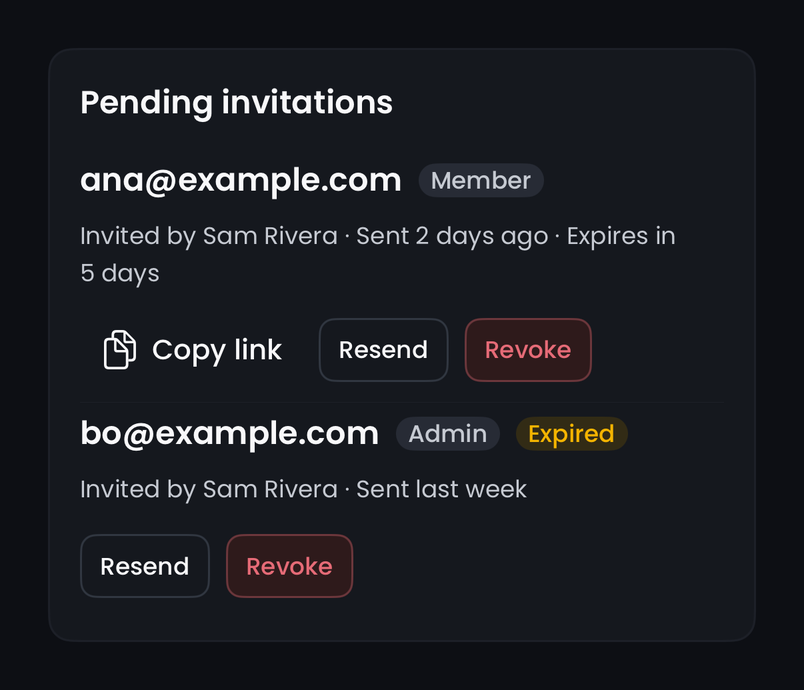 Pending invitations
ana@example.com Member
Invited by Sam Rivera · Sent 2 days ago · Expires in
5 days
Copy link Resend Revoke
bo@example.com Admin Expired
Invited by Sam Rivera · Sent last week
Resend Revoke